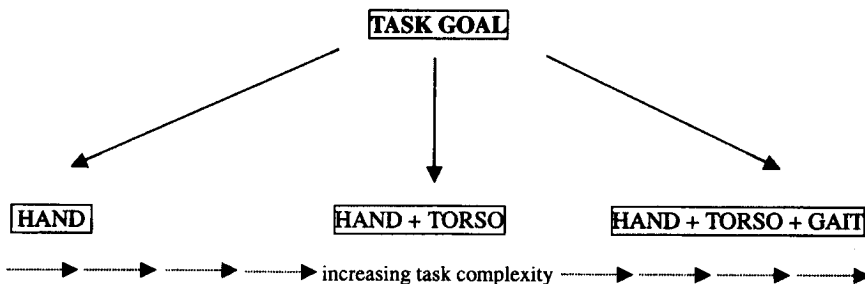 TASK GOAL
HAND
HAND + TORSO
HAND + TORSO + GAIT
increasing task complexity